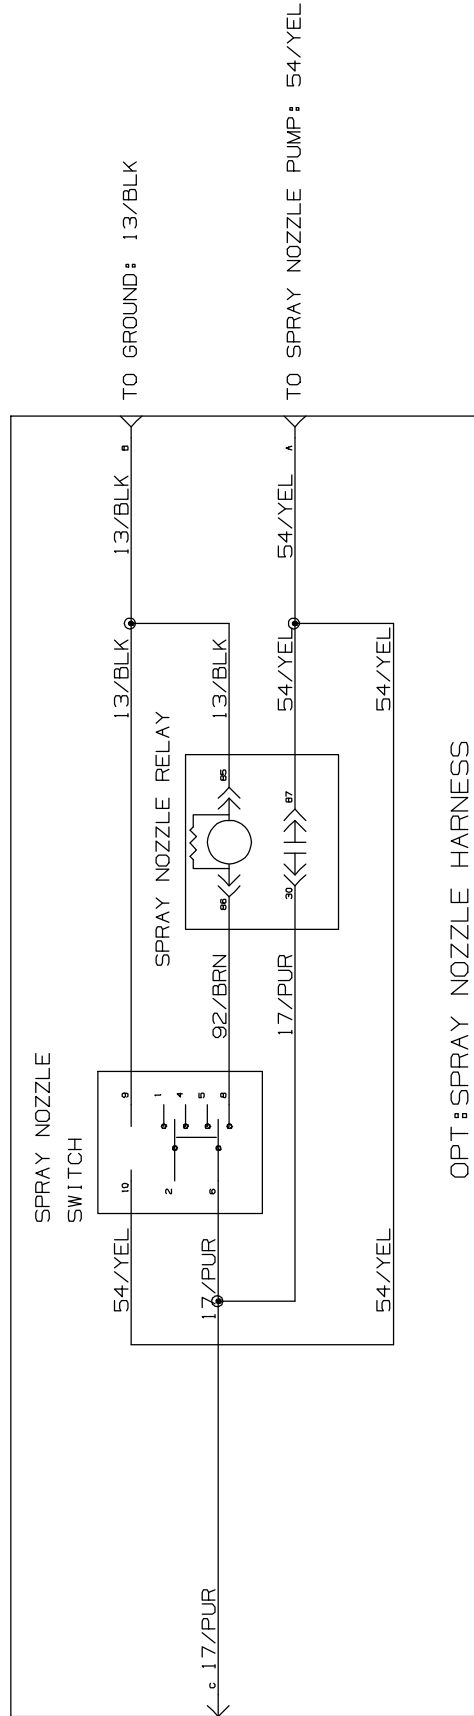 TO GROUND: 13/BLK
TO SPRAY NOZZLE PUMP: 54/YEL
B
A
13/BLK
54/YEL
13/BLK
13/BLK
54/YEL
54/YEL
SPRAY NOZZLE RELAY
85
87
86
30
92/BRN
17/PUR
SPRAY NOZZLE
SWITCH
9
1
4
5
8
10
2
6
54/YEL
17/PUR
54/YEL
C
17/PUR
OPT:SPRAY NOZZLE HARNESS